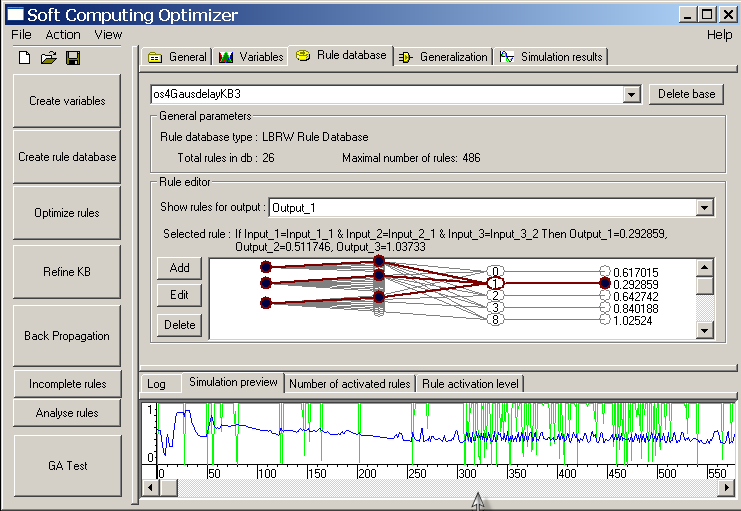 Soft Computing Optimizer
File Action View Help
General Variables Rule database Generalization Simulation results
Create variables
Create rule database
Optimize rules
Refine KB
Back Propagation
Incomplete rules
Analyse rules
GA Test
os4GausdelayKB3 Delete base
General parameters
Rule database type : LBRW Rule Database
Total rules in db : 26 Maximal number of rules: 486
Rule editor
Show rules for output : Output_1
Selected rule : If Input_1=Input_1_1 & Input_2=Input_2_1 & Input_3=Input_3_2 Then Output_1=0.292859,
Output_2=0.511746, Output_3=1.03733
Add
Edit
Delete
0 0.617015
1 0.292859
2 0.642742
3 0.840188
8 1.02524
Log Simulation preview Number of activated rules Rule activation level
1
0
0 50 100 150 200 250 300 350 400 450 500 550